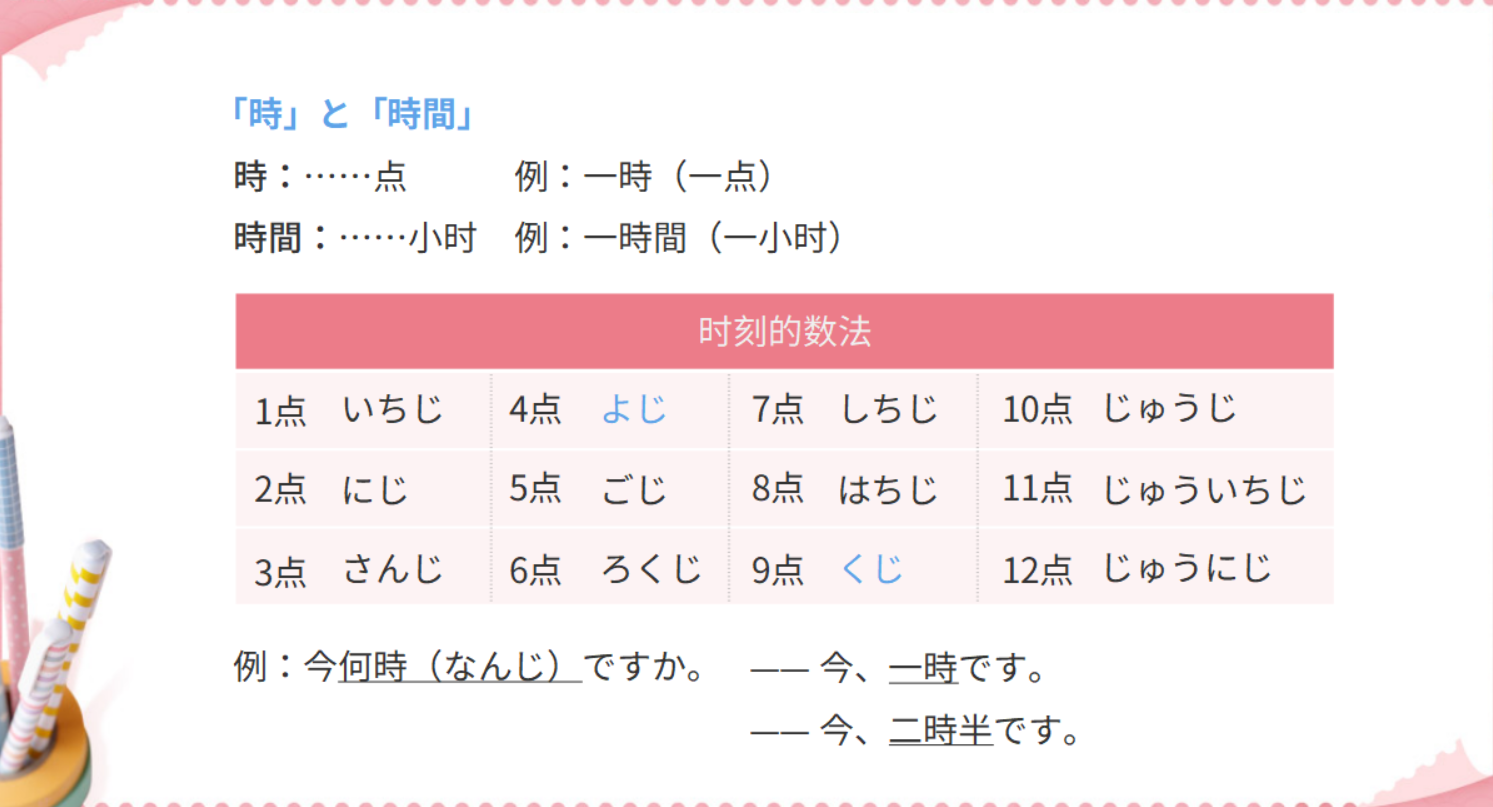 「時」と「時間」
時：……点 例：一時（一点）
時間：……小时 例：一時間（一小时）
时刻的数法
1点 いちじ 4点 よじ 7点 しちじ 10点 じゅうじ
2点 にじ 5点 ごじ 8点 はちじ 11点 じゅういちじ
3点 さんじ 6点 ろくじ 9点 くじ 12点 じゅうにじ
例：今何時（なんじ）ですか。 —— 今、一時です。
—— 今、二時半です。